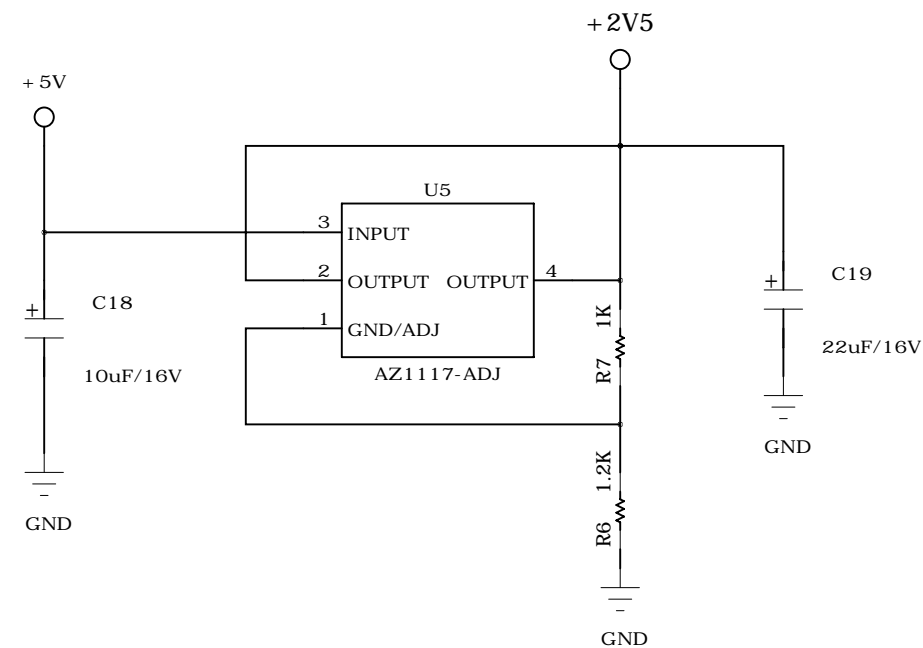 +2V5
+5V
U5
3
INPUT
2
OUTPUT
OUTPUT
4
1
GND/ADJ
AZ1117-ADJ
C18
10uF/16V
GND
1K
R7
1.2K
R6
GND
C19
22uF/16V
GND
+
+